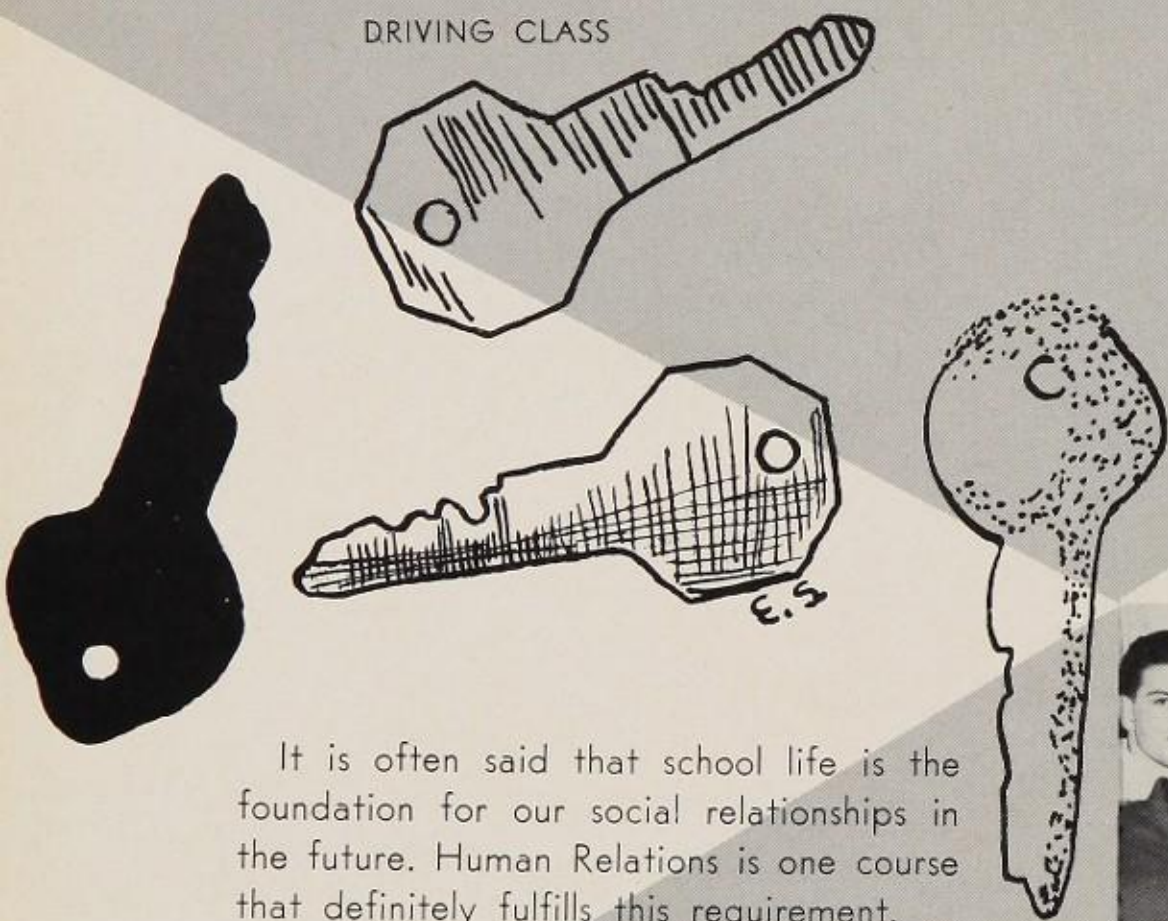 DRIVING CLASS
E.S
It is often said that school life is the
foundation for our social relationships in
the future. Human Relations is one course
that definitely fulfills this requirement.